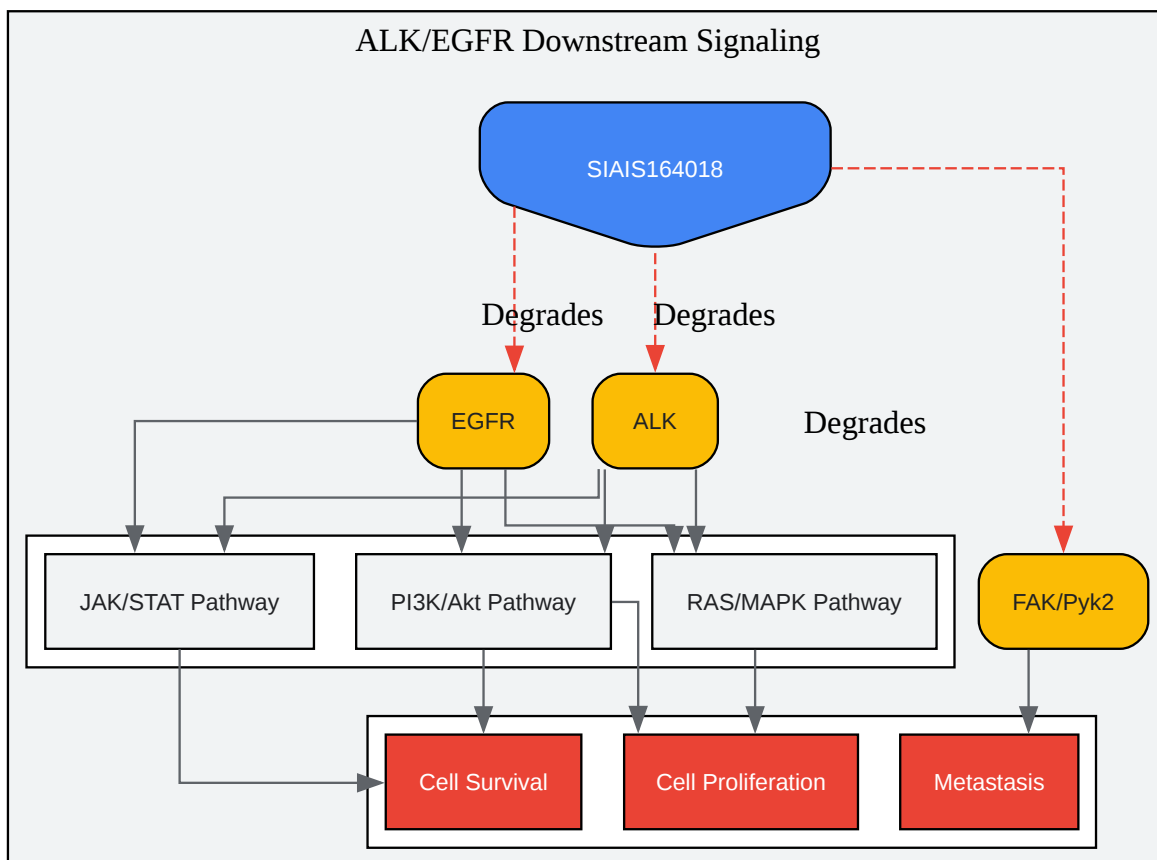 ALK/EGFR Downstream Signaling
SIAIS164018
Degrades
Degrades
EGFR
ALK
Degrades
JAK/STAT Pathway
PI3K/Akt Pathway
RAS/MAPK Pathway
FAK/Pyk2
Cell Survival
Cell Proliferation
Metastasis